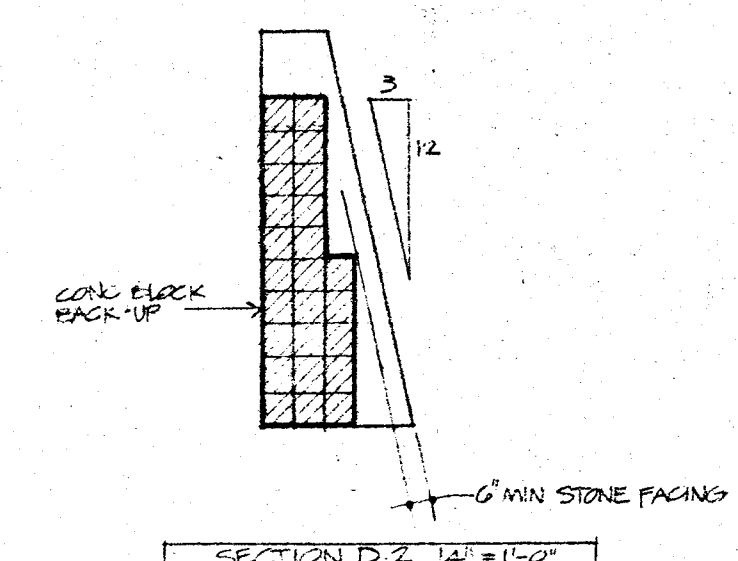 3
12
CONC BLOCK
BACK-UP
6" MIN STONE FACING
SECTION D-2 1/4" = 1'-0"